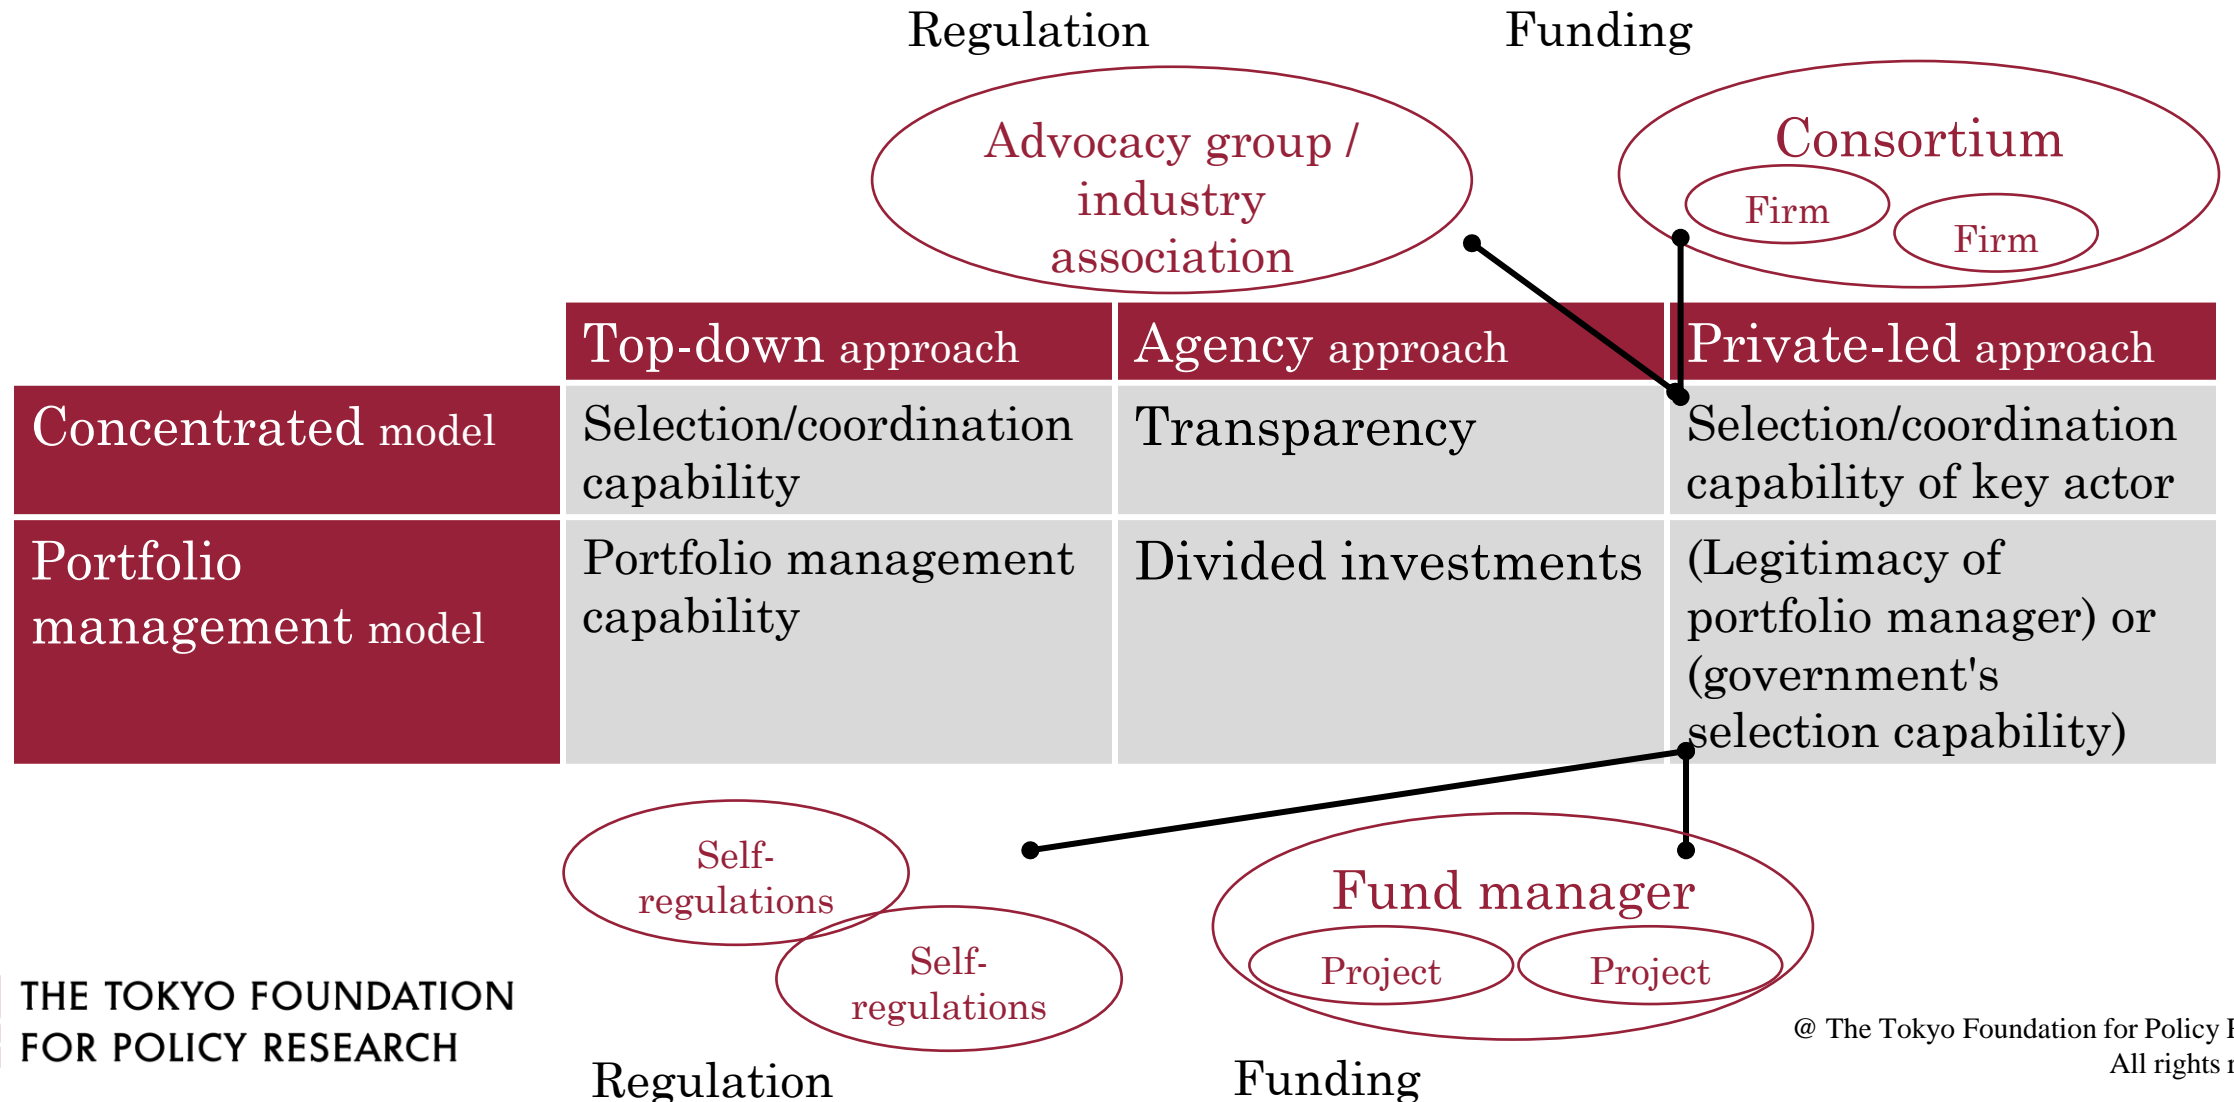 Regulation
Funding
Advocacy group /
industry
association
Consortium
Firm
Firm
Top-down approach
Agency approach
Private-led approach
Concentrated model
Selection/coordination
capability
Transparency
Selection/coordination
capability of key actor
Portfolio
management model
Portfolio management
capability
Divided investments
(Legitimacy of
portfolio manager) or
(government's
selection capability)
Self-
regulations
Self-
regulations
Fund manager
Project
Project
THE TOKYO FOUNDATION
FOR POLICY RESEARCH
Regulation
Funding
@ The Tokyo Foundation for Policy
All rights